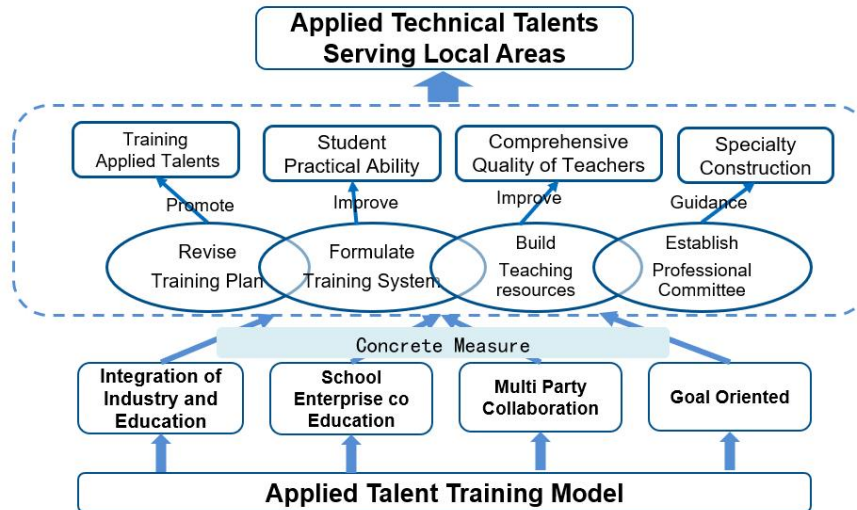 Applied Technical Talents
Serving Local Areas
Training
Applied Talents
Student
Practical Ability
Comprehensive
Quality of Teachers
Specialty
Construction
Promote
Improve
Improve
Guidance
Revise
Training Plan
Formulate
Training System
Build
Teaching
resources
Establish
Professional
Committee
Concrete Measure
Integration of
Industry and
Education
School
Enterprise co
Education
Multi Party
Collaboration
Goal Oriented
Applied Talent Training Model